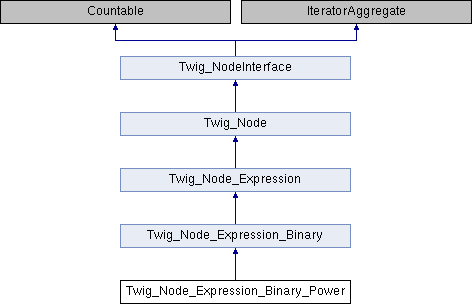 Countable
IteratorAggregate
Twig_NodeInterface
Twig_Node
Twig_Node_Expression
Twig_Node_Expression_Binary
Twig_Node_Expression_Binary_Power